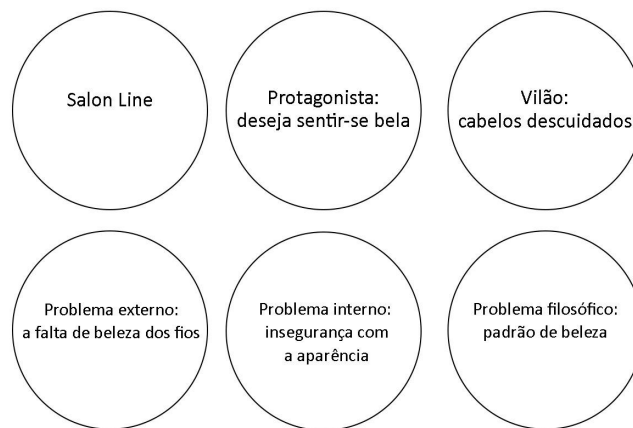 Salon Line
Protagonista:
deseja sentir-se bela
Vilão:
cabelos descuidados
Problema externo:
a falta de beleza dos fios
Problema interno:
insegurança com
a aparência
Problema filosófico:
padrão de beleza